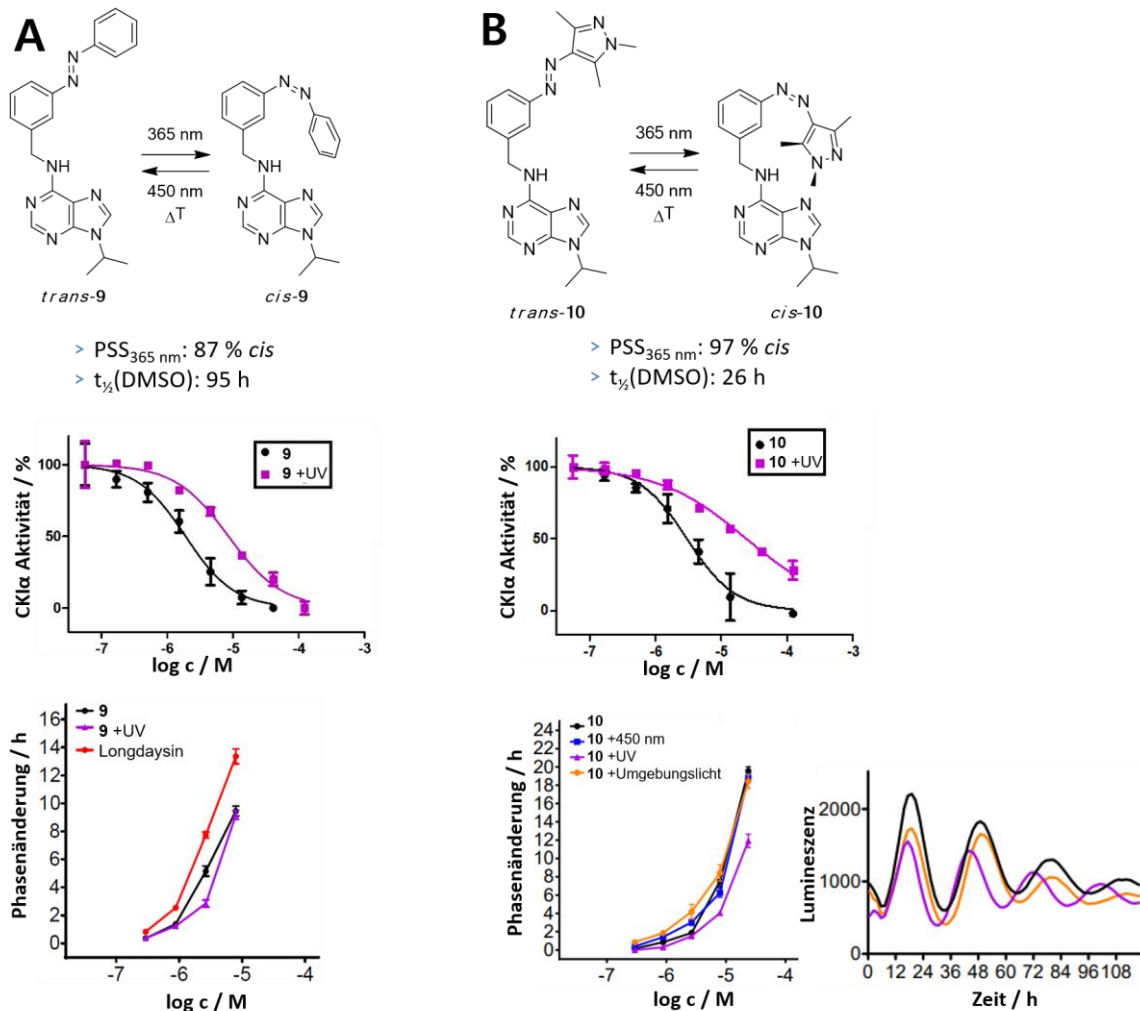 A
N
N
365 nm
450 nm
ΔT
NH
N
N
N
N
trans-9
N
N
NH
N
N
N
N
cis-9
> PSS365 nm: 87 % cis
> t½(DMSO): 95 h
B
N
N
N
N
365 nm
450 nm
ΔT
NH
N
N
N
N
trans-10
N
N
N
N
NH
N
N
N
N
cis-10
> PSS365 nm: 97 % cis
> t½(DMSO): 26 h
CKIα Aktivität / %
100
50
0
9
9 +UV
-7 -6 -5 -4 -3
log c / M
CKIα Aktivität / %
100
50
0
10
10 +UV
-7 -6 -5 -4 -3
log c / M
Phasenänderung / h
16
14
12
10
8
6
4
2
0
9
9 +UV
Longdaysin
-7 -6 -5 -4
log c / M
Phasenänderung / h
24
22
20
18
16
14
12
10
8
6
4
2
0
10
10 +450 nm
10 +UV
10 +Umgebungslicht
-7 -6 -5 -4
log c / M
Lumineszenz
2000
1000
0
0 12 24 36 48 60 72 84 96 108
Zeit / h